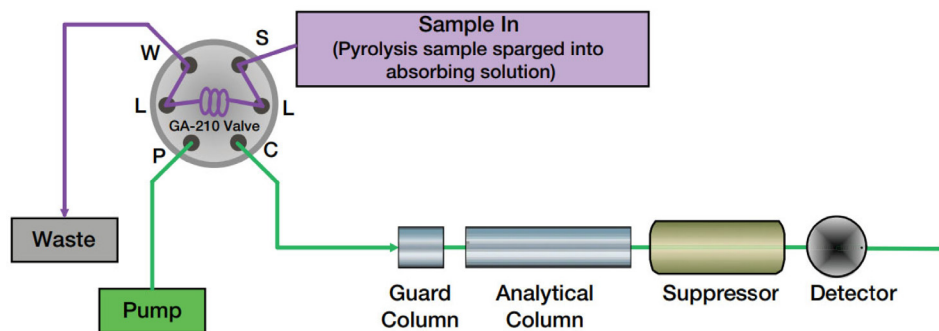 Sample In
(Pyrolysis sample sparged into
absorbing solution)
W
S
L
L
GA-210 Valve
P
C
Waste
Pump
Guard
Column
Analytical
Column
Suppressor
Detector